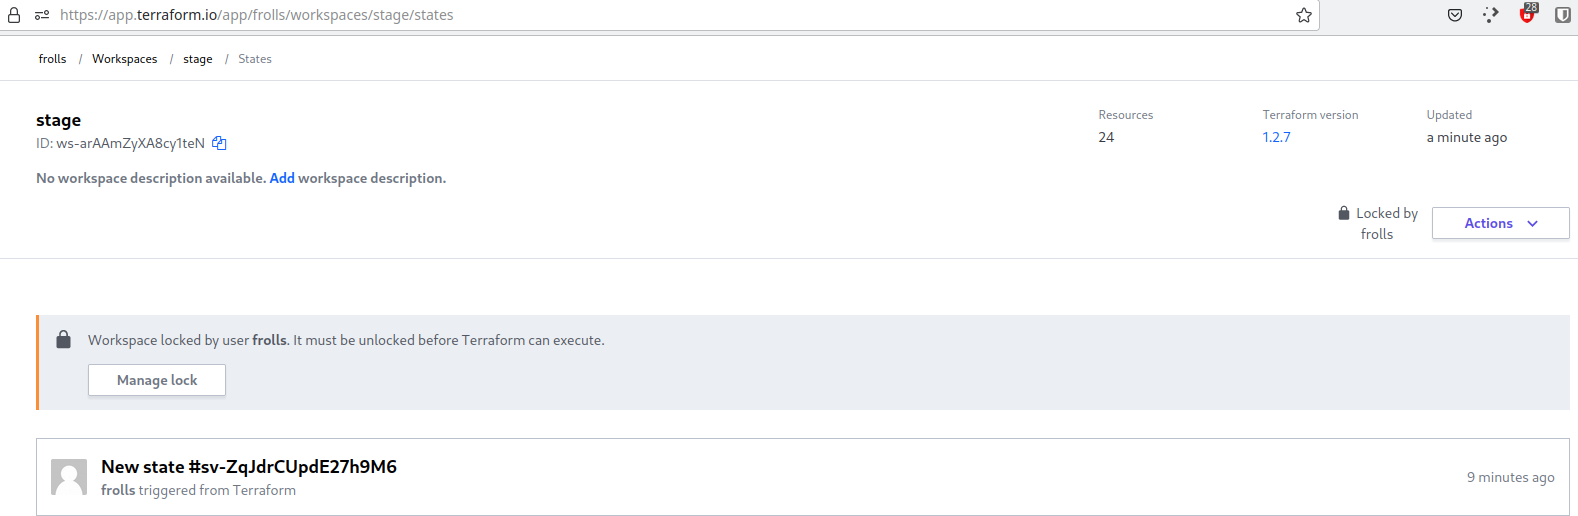 https://app.terraform.io/app/frolls/workspaces/stage/states
28
frolls / Workspaces / stage / States
stage
ID: ws-arAAmZyXA8cy1teN
No workspace description available. Add workspace description.
Resources
24
Terraform version
1.2.7
Updated
a minute ago
Locked by
frolls
Actions
Workspace locked by user frolls. It must be unlocked before Terraform can execute.
Manage lock
New state #sv-ZqJdrCUpdE27h9M6
frolls triggered from Terraform
9 minutes ago